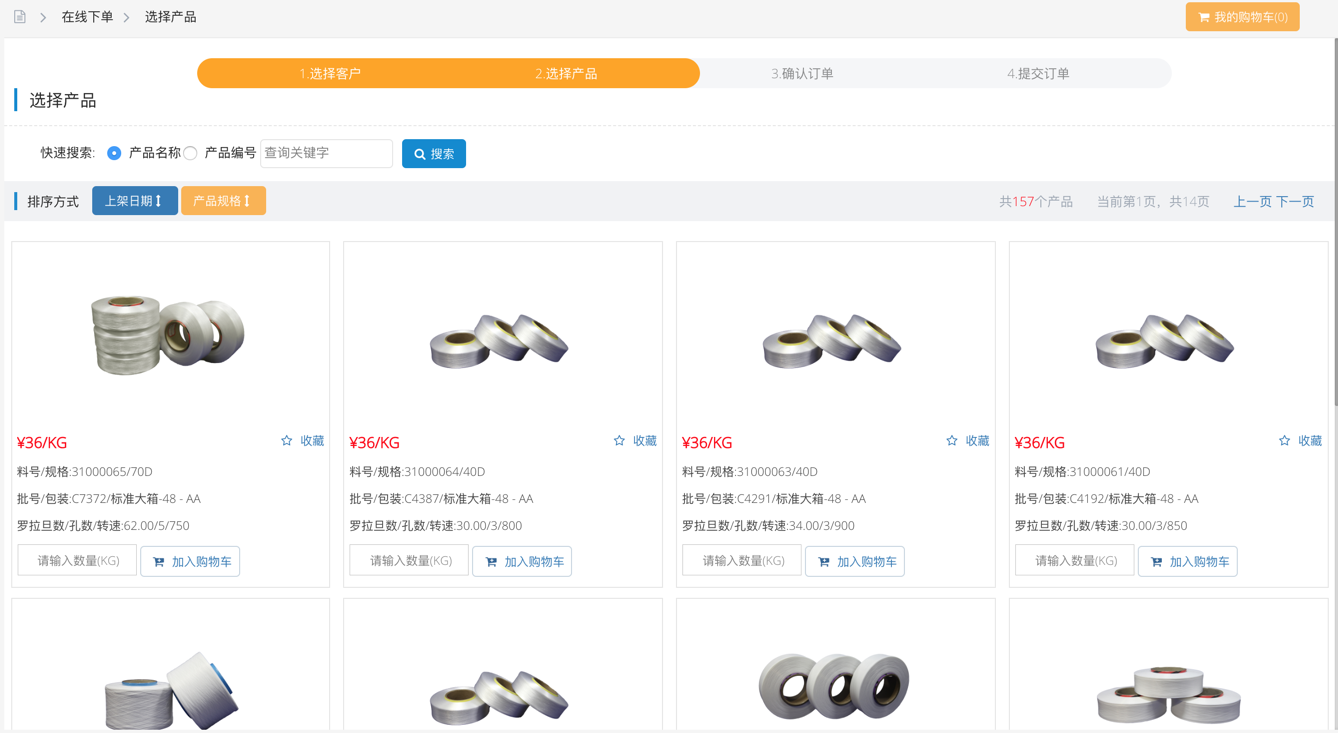 在线下单 选择产品 我的购物车(0)
1.选择客户 2.选择产品 3.确认订单 4.提交订单
选择产品
快速搜索: 产品名称 产品编号 查询关键字 搜索
排序方式 上架日期 产品规格 共157个产品 当前第1页，共14页 上一页 下一页
¥36/KG 收藏 ¥36/KG 收藏 ¥36/KG 收藏 ¥36/KG 收藏
料号/规格:31000065/70D 料号/规格:31000064/40D 料号/规格:31000063/40D 料号/规格:31000061/40D
批号/包装:C7372/标准大箱-48 - AA 批号/包装:C4387/标准大箱-48 - AA 批号/包装:C4291/标准大箱-48 - AA 批号/包装:C4192/标准大箱-48 - AA
罗拉旦数/孔数/转速:62.00/5/750 罗拉旦数/孔数/转速:30.00/3/800 罗拉旦数/孔数/转速:34.00/3/900 罗拉旦数/孔数/转速:30.00/3/850
请输入数量(KG) 加入购物车 请输入数量(KG) 加入购物车 请输入数量(KG) 加入购物车 请输入数量(KG) 加入购物车